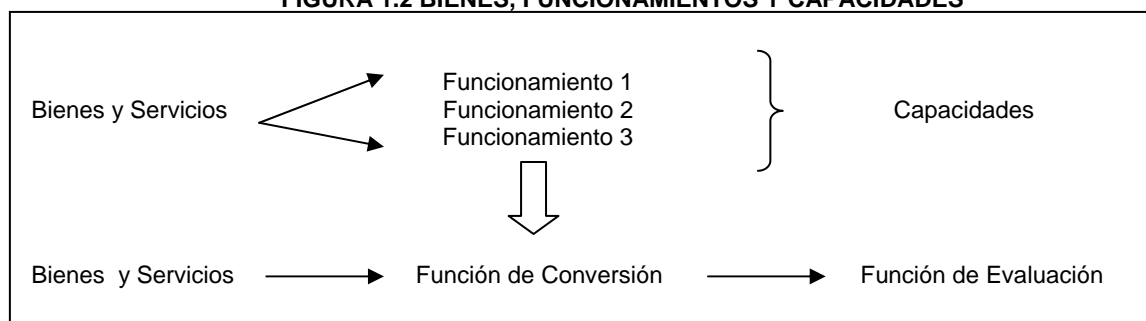 FIGURA 1.2 BIENES, FUNCIONAMIENTOS Y CAPACIDADES
Funcionamiento 1
Bienes y Servicios Funcionamiento 2 Capacidades
Funcionamiento 3
Bienes y Servicios Función de Conversión Función de Evaluación